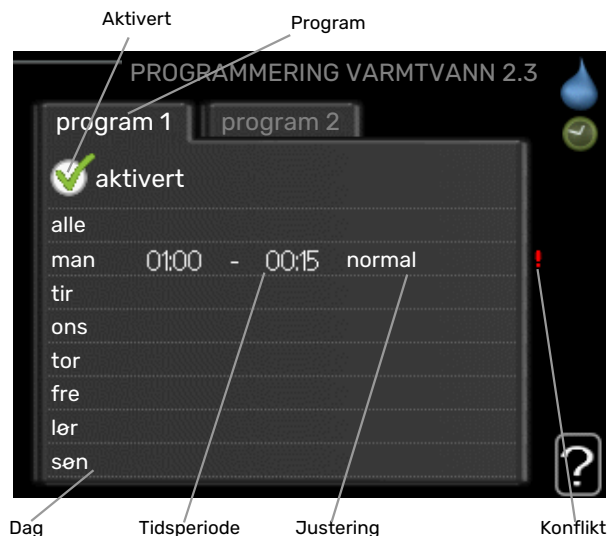 Aktivert
Program
PROGRAMMERING VARMTVANN 2.3
program 1 program 2
aktivert
alle
man 01:00 - 00:15 normal !
tir
ons
tor
fre
lør
søn
?
Dag Tidsperiode Justering Konflikt